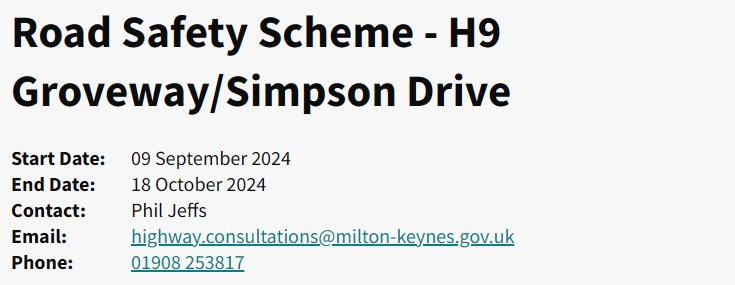 Road Safety Scheme - H9
Groveway/Simpson Drive
Start Date: 09 September 2024
End Date: 18 October 2024
Contact: Phil Jeffs
Email: highway.consultations@milton-keynes.gov.uk
Phone: 01908 253817